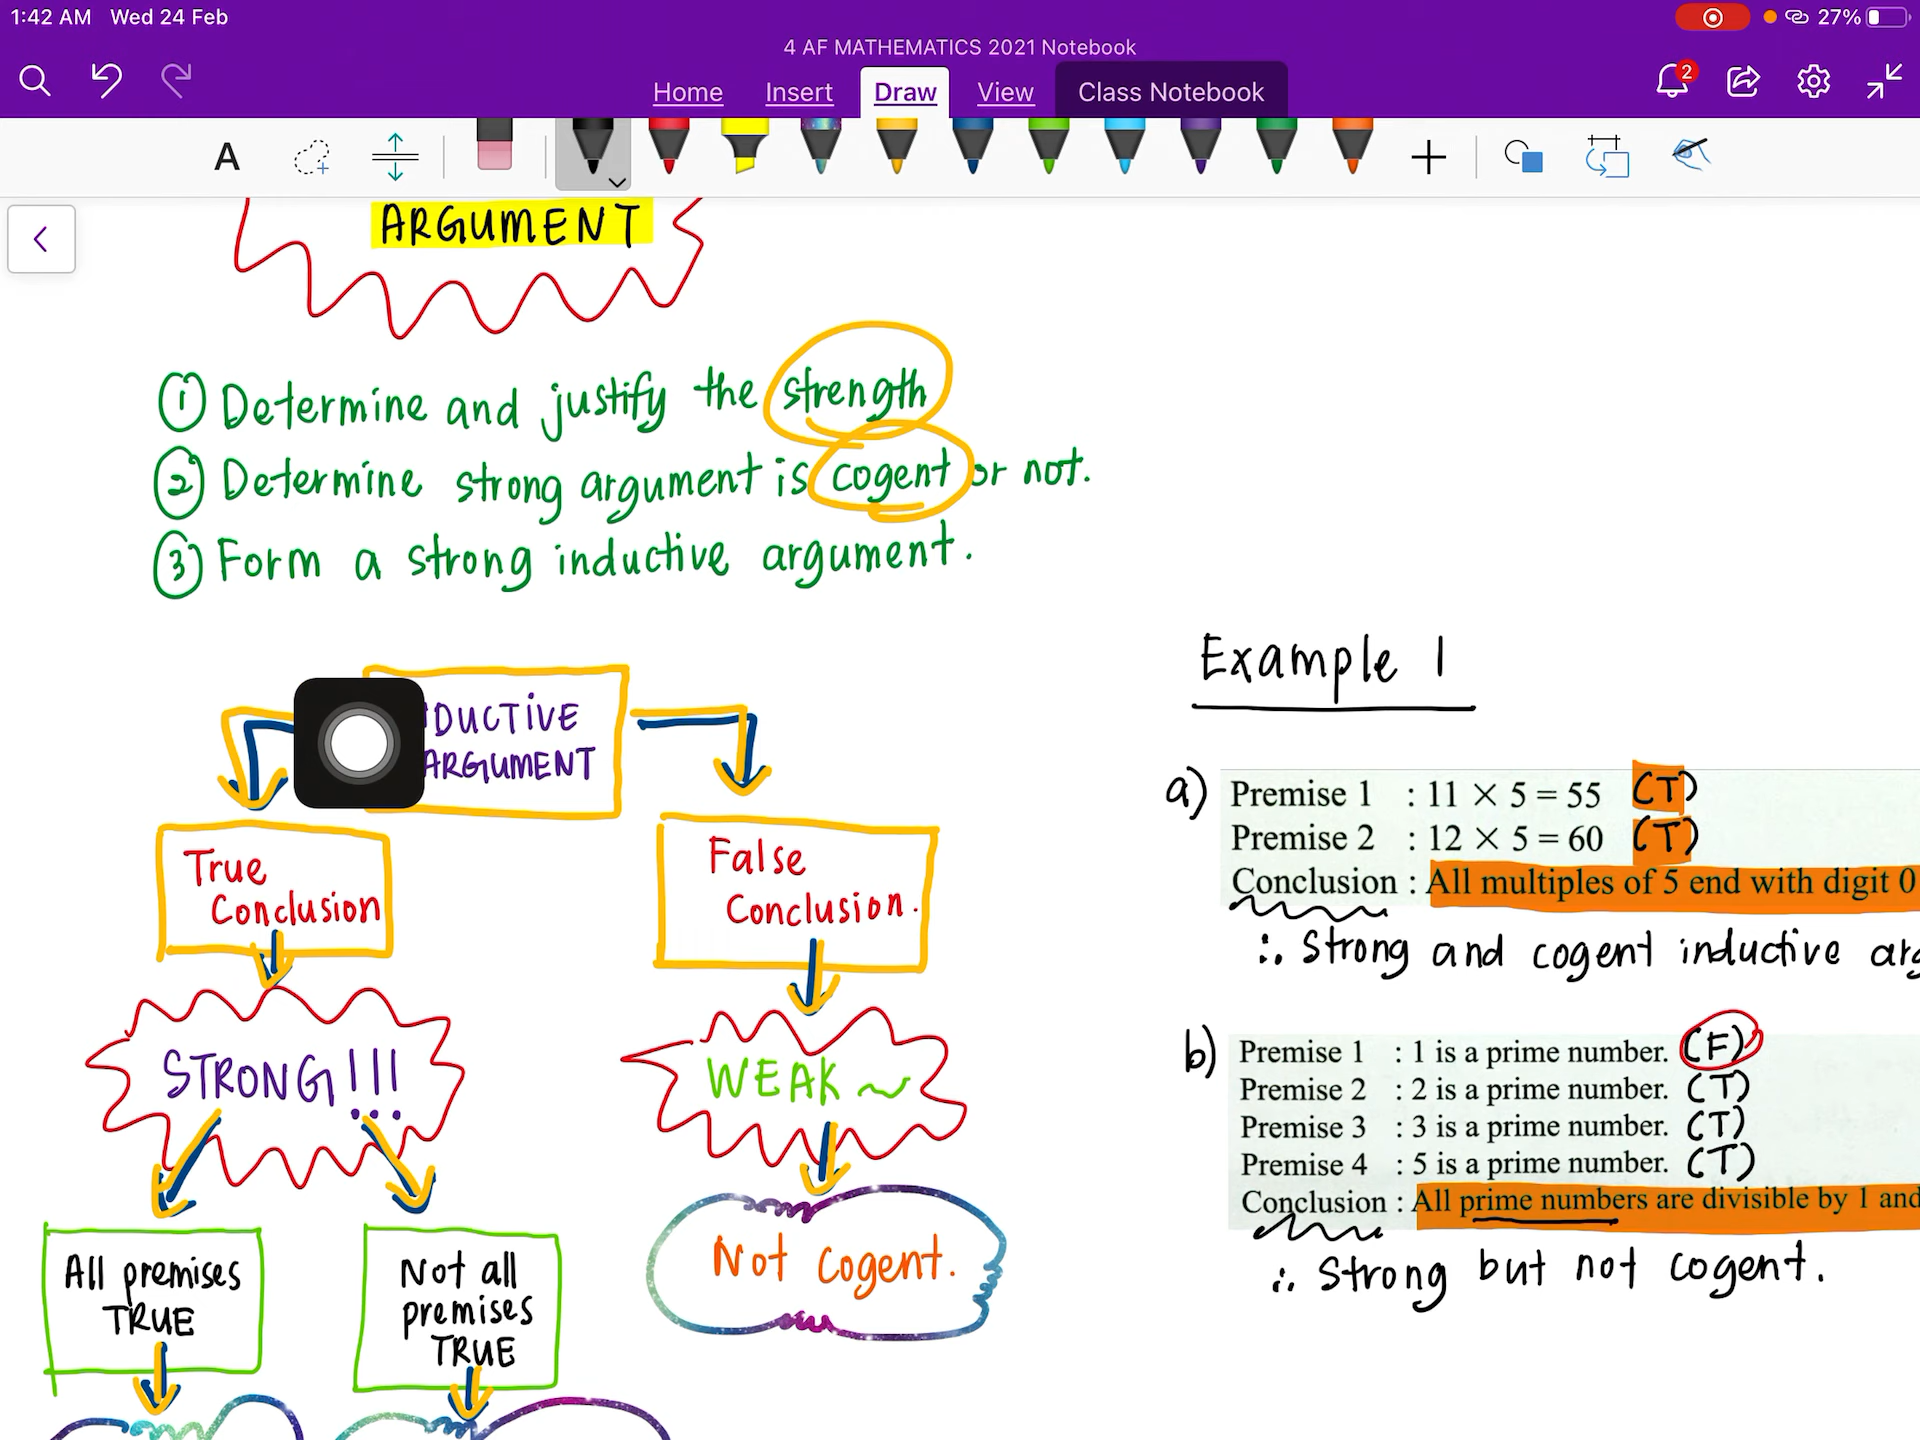 1:42 AM Wed 24 Feb
27%
4 AF MATHEMATICS 2021 Notebook
2
Home Insert Draw View Class Notebook
A
ARGUMENT
① Determine and justify the strength
② Determine strong argument is cogent or not.
③ Form a strong inductive argument.
DUCTIVE
ARGUMENT
True
Conclusion
False
Conclusion.
STRONG!!!
WEAK ~
All premises
TRUE
Not all
premises
TRUE
Not Cogent.
Example 1
a) Premise 1 : 11 × 5 = 55 (T)
Premise 2 : 12 × 5 = 60 (T)
Conclusion : All multiples of 5 end with digit 0
∴ Strong and cogent inductive arg
b) Premise 1 : 1 is a prime number. (F)
Premise 2 : 2 is a prime number. (T)
Premise 3 : 3 is a prime number. (T)
Premise 4 : 5 is a prime number. (T)
Conclusion : All prime numbers are divisible by 1 and
∴ Strong but not cogent.